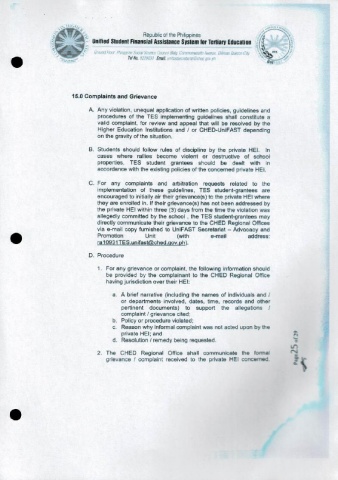 Republic of the Philippines
Unified Student Financial Assistance System for Tertiary Education
15.0 Complaints and Grievance
A. Any violation, unequal application of written policies, guidelines and
procedures of the TES implementing guidelines shall constitute a
valid complaint, for review and appeal that will be resolved by the
Higher Education Institutions and / or CHED-UniFAST depending
on the gravity of the situation.
B. Students should follow rules of discipline by the private HEI. In
cases where rallies become violent or destructive of school
properties, TES student grantees should be dealt with in
accordance with the existing policies of the concerned private HEI.
C. For any complaints and arbitration requests related to the
implementation of these guidelines, TES student-grantees are
encouraged to initially air their grievance(s) to the private HEI where
they are enrolled in. If their grievance(s) has not been addressed by
the private HEI within three (3) days from the time the violation was
allegedly committed by the school , the TES student-grantees may
directly communicate their grievance to the CHED Regional Offices
via e-mail copy furnished to UniFAST Secretariat – Advocacy and
Promotion Unit (with e-mail address:
ra10931TES.unifast@ched.gov.ph).
D. Procedure
1. For any grievance or complaint, the following information should
be provided by the complainant to the CHED Regional Office
having jurisdiction over their HEI:
a. A brief narrative (including the names of individuals and /
or departments involved, dates, time, records and other
pertinent documents) to support the allegations /
complaint / grievance cited;
b. Policy or procedure violated;
c. Reason why informal complaint was not acted upon by the
private HEI; and
d. Resolution / remedy being requested.
2. The CHED Regional Office shall communicate the formal
grievance / complaint received to the private HEI concerned.
Page 25 of 29